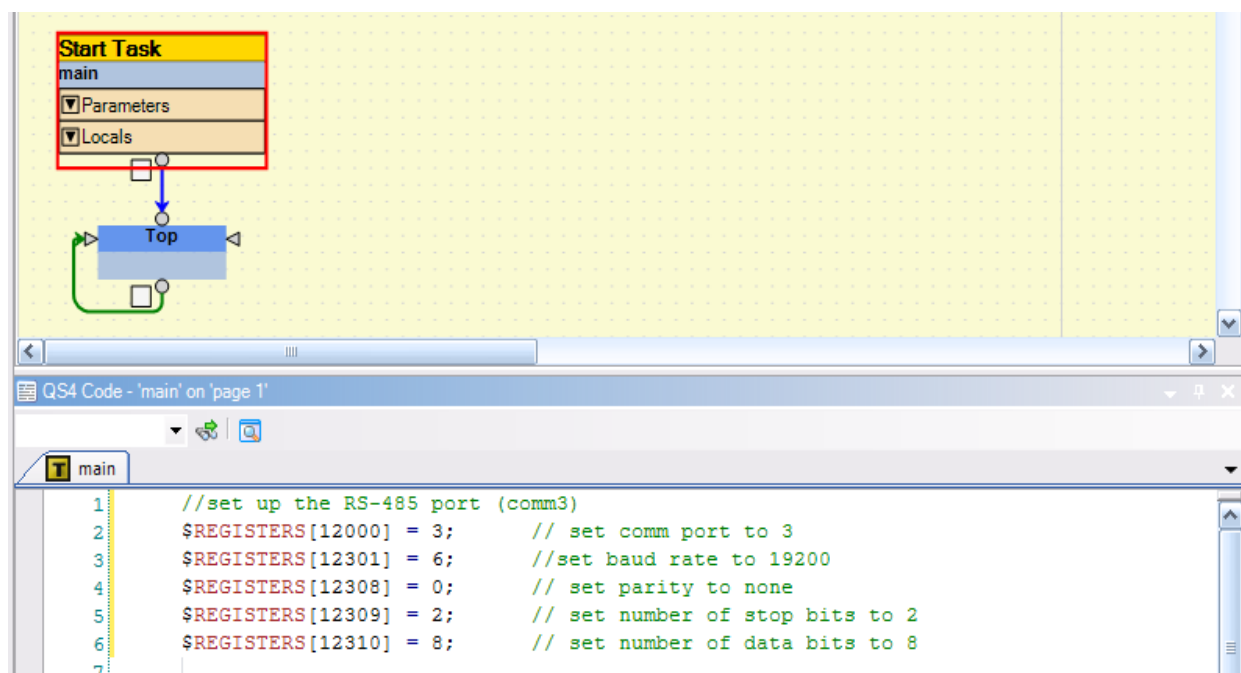 Start Task
main
Parameters
Locals
Top
QS4 Code - 'main' on 'page 1'
T main
1 //set up the RS-485 port (comm3)
2 $REGISTERS[12000] = 3; // set comm port to 3
3 $REGISTERS[12301] = 6; //set baud rate to 19200
4 $REGISTERS[12308] = 0; // set parity to none
5 $REGISTERS[12309] = 2; // set number of stop bits to 2
6 $REGISTERS[12310] = 8; // set number of data bits to 8
7